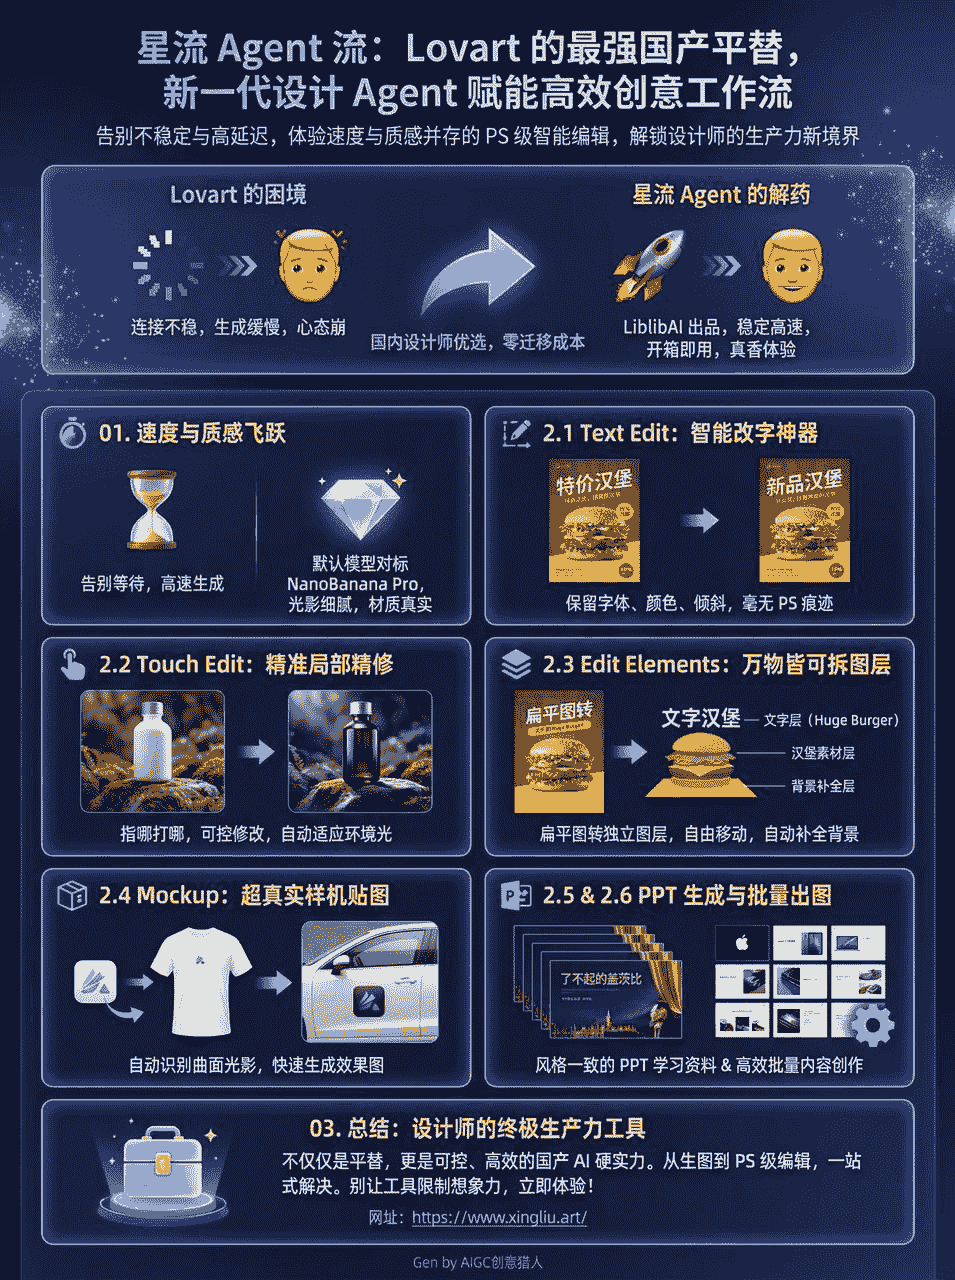 星流 Agent 流：Lovart 的最强国产平替，
新一代设计 Agent 赋能高效创意工作流
告别不稳定与高延迟，体验速度与质感并存的 PS 级智能编辑，解锁设计师的生产力新境界
Lovart 的困境
连接不稳，生成缓慢，心态崩
国内设计师优选，零迁移成本
星流 Agent 的解药
LiblibAI 出品，稳定高速，
开箱即用，真香体验
01. 速度与质感飞跃
告别等待，高速生成
默认模型对标
NanoBanana Pro，
光影细腻，材质真实
2.1 Text Edit：智能改字神器
特价汉堡
新品汉堡
保留字体、颜色、倾斜，毫无 PS 痕迹
2.2 Touch Edit：精准局部精修
指哪打哪，可控修改，自动适应环境光
2.3 Edit Elements：万物皆可拆图层
扁平图转
文字汉堡
文字层（Huge Burger）
汉堡素材层
背景补全层
扁平图转独立图层，自由移动，自动补全背景
2.4 Mockup：超真实样机贴图
自动识别曲面光影，快速生成效果图
2.5 & 2.6 PPT 生成与批量出图
了不起的盖茨比
风格一致的 PPT 学习资料 & 高效批量内容创作
03. 总结：设计师的终极生产力工具
不仅仅是平替，更是可控、高效的国产 AI 硬实力。从生图到 PS 级编辑，一站
式解决。别让工具限制想象力，立即体验！
网址：https://www.xingliu.art/
Gen by AIGC创意猎人